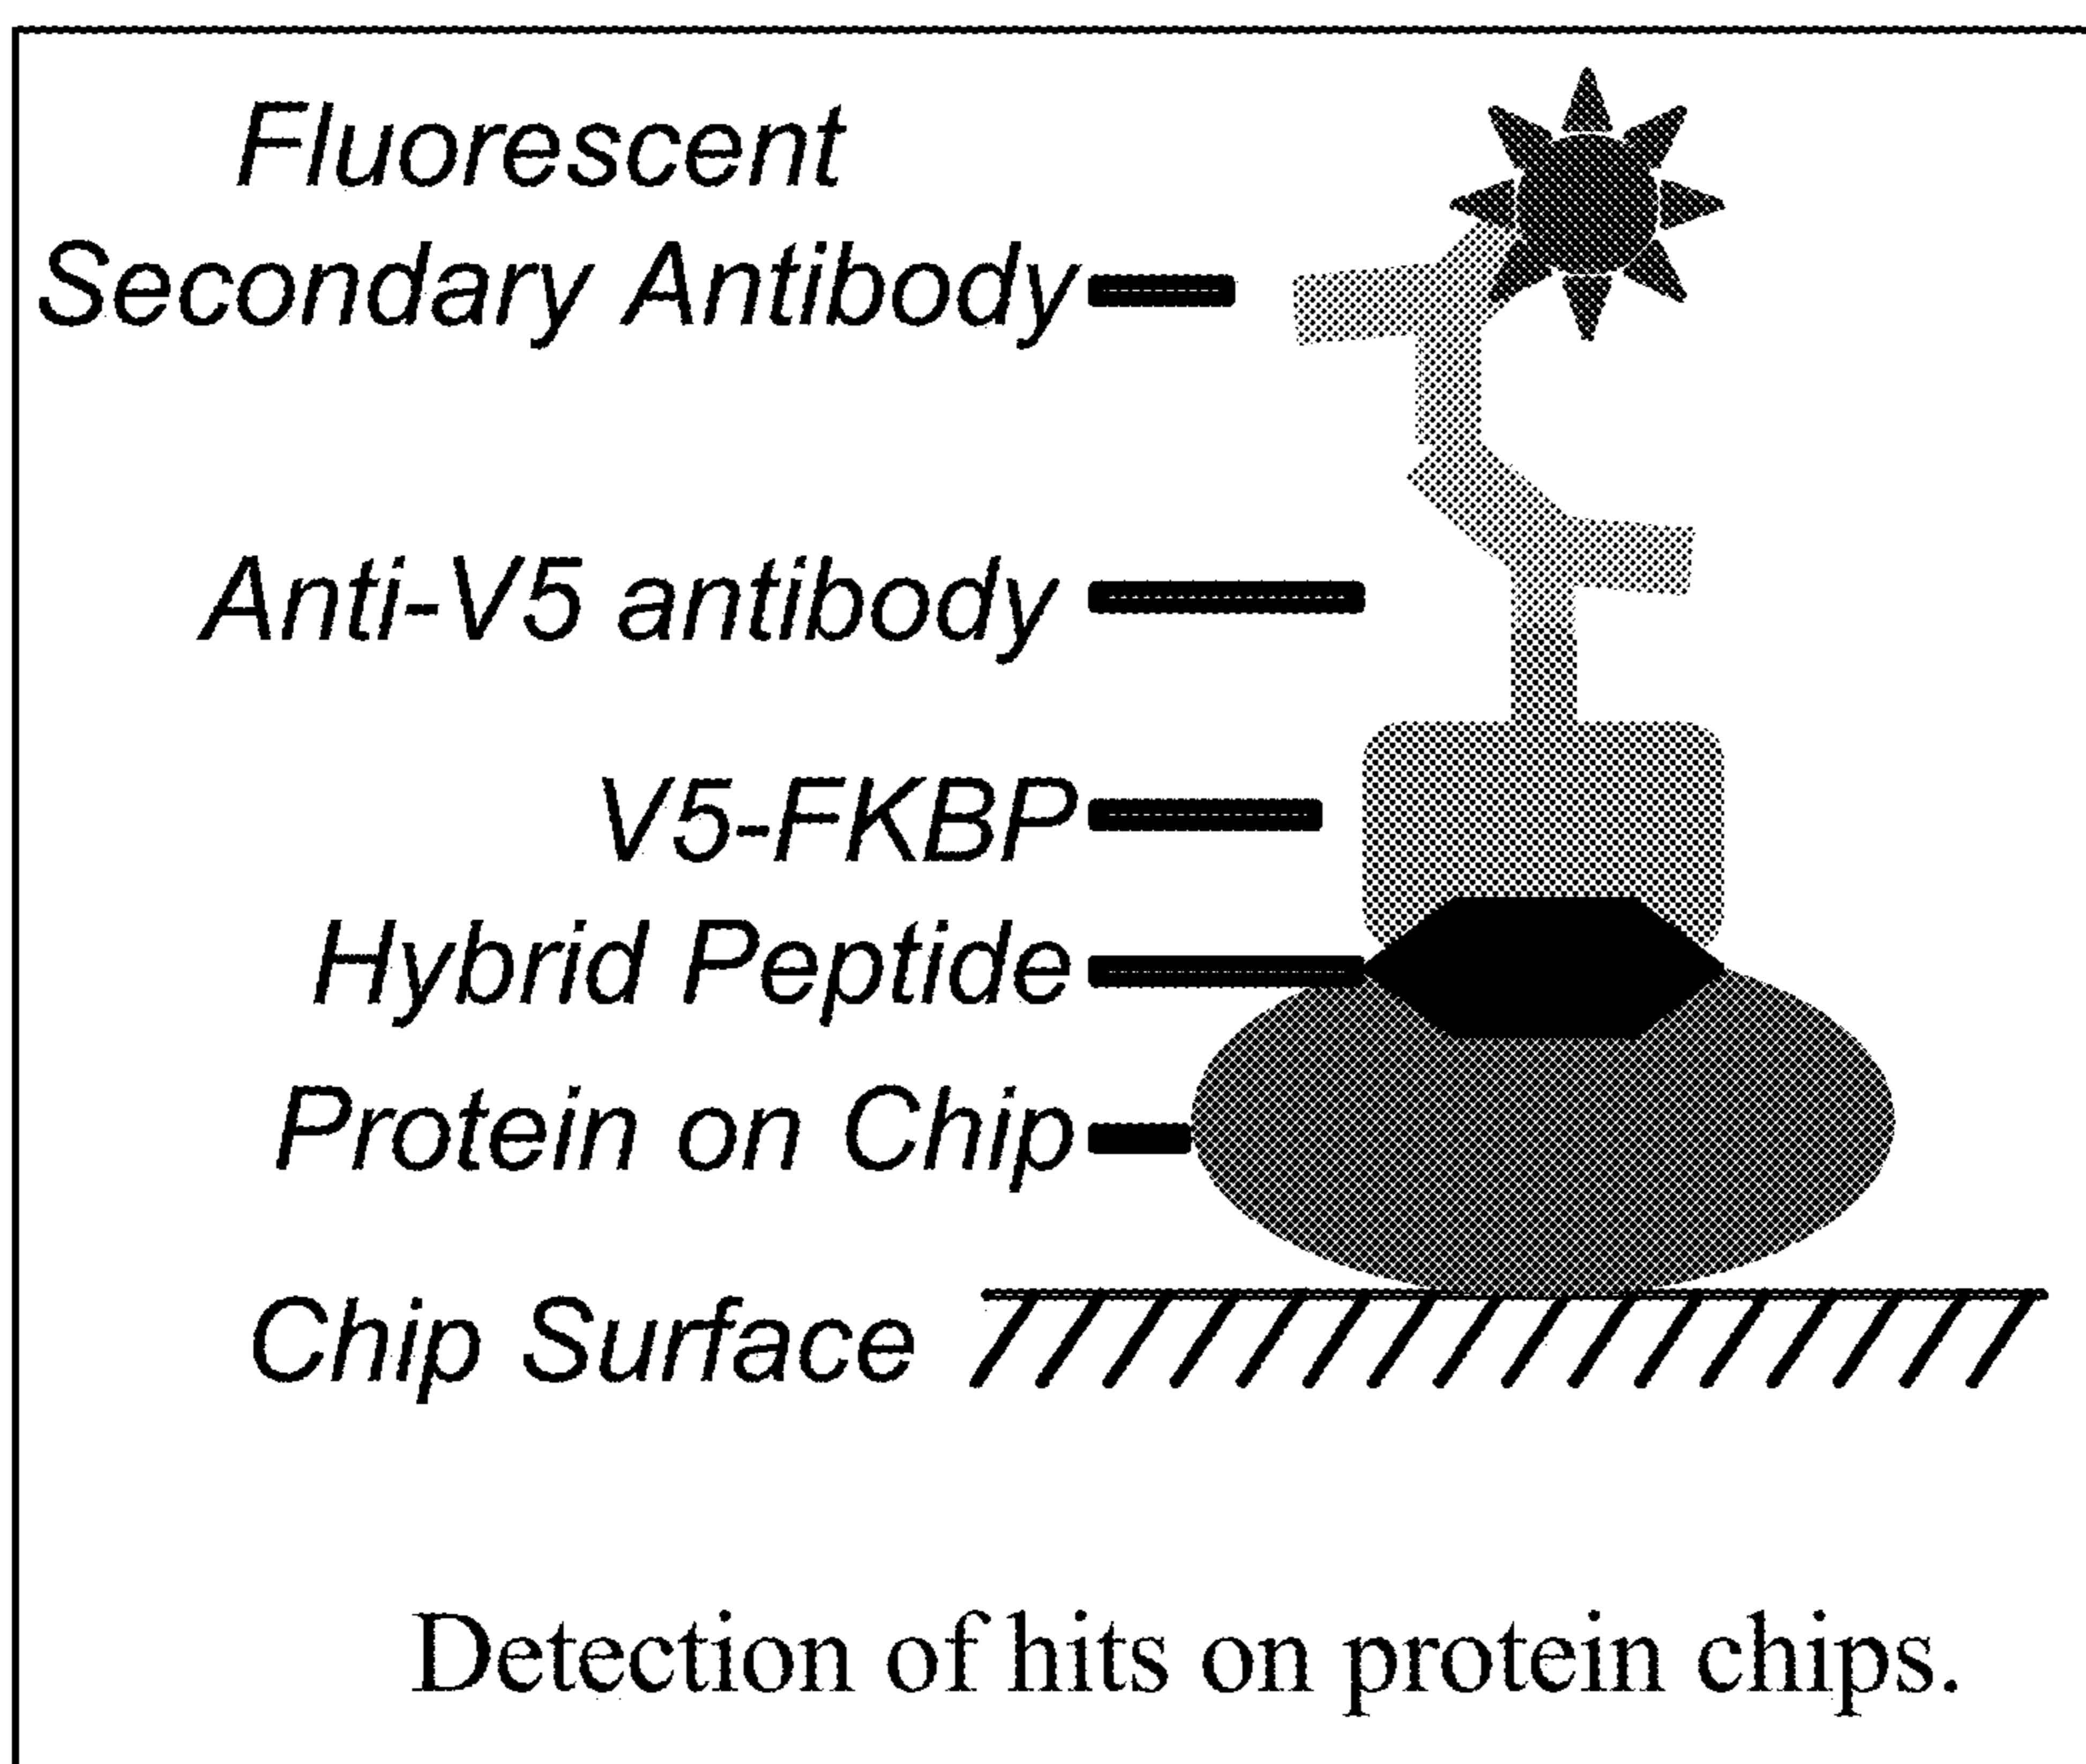 Fluorescent
Secondary Antibody
Anti-V5 antibody
V5-FKBP
Hybrid Peptide
Protein on Chip
Chip Surface
Detection of hits on protein chips.